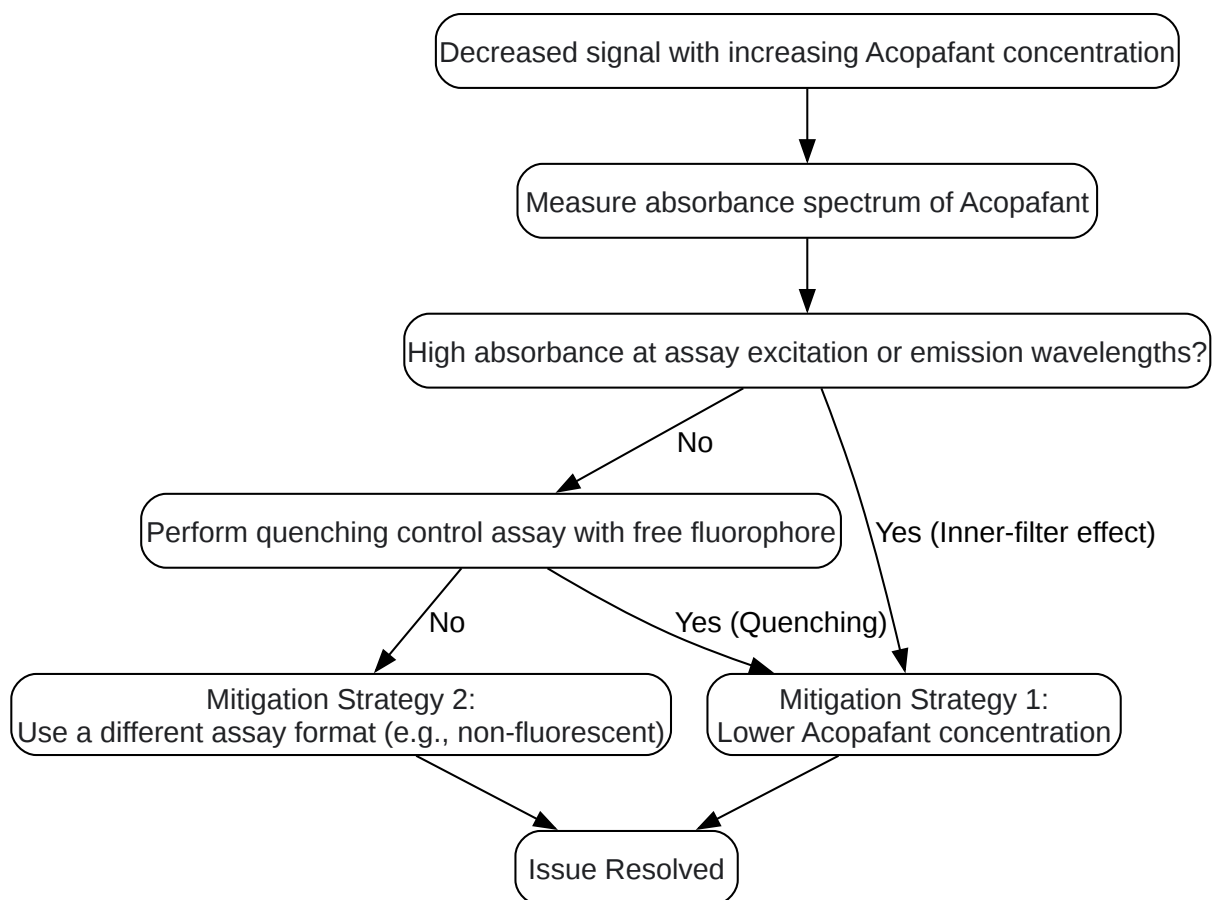 Decreased signal with increasing Acopafant concentration
Measure absorbance spectrum of Acopafant
High absorbance at assay excitation or emission wavelengths?
No
Perform quenching control assay with free fluorophore
Yes (Inner-filter effect)
No
Yes (Quenching)
Mitigation Strategy 2:
Use a different assay format (e.g., non-fluorescent)
Mitigation Strategy 1:
Lower Acopafant concentration
Issue Resolved